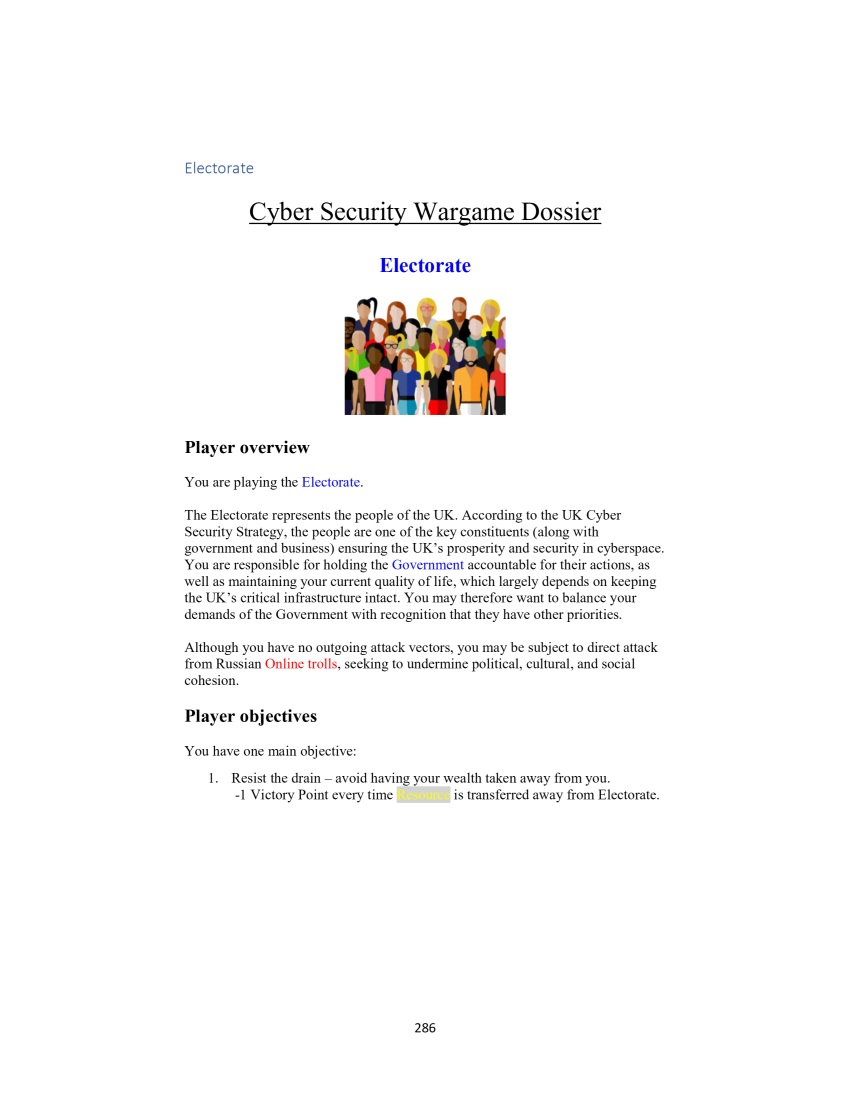 Electorate
Cyber Security Wargame Dossier
Electorate
Player overview
You are playing the Electorate.
The Electorate represents the people of the UK. According to the UK Cyber
Security Strategy, the people are one of the key constituents (along with
government and business) ensuring the UK’s prosperity and security in cyberspace.
You are responsible for holding the Government accountable for their actions, as
well as maintaining your current quality of life, which largely depends on keeping
the UK’s critical infrastructure intact. You may therefore want to balance your
demands of the Government with recognition that they have other priorities.
Although you have no outgoing attack vectors, you may be subject to direct attack
from Russian Online trolls, seeking to undermine political, cultural, and social
cohesion.
Player objectives
You have one main objective:
1. Resist the drain – avoid having your wealth taken away from you.
-1 Victory Point every time Resource is transferred away from Electorate.
286